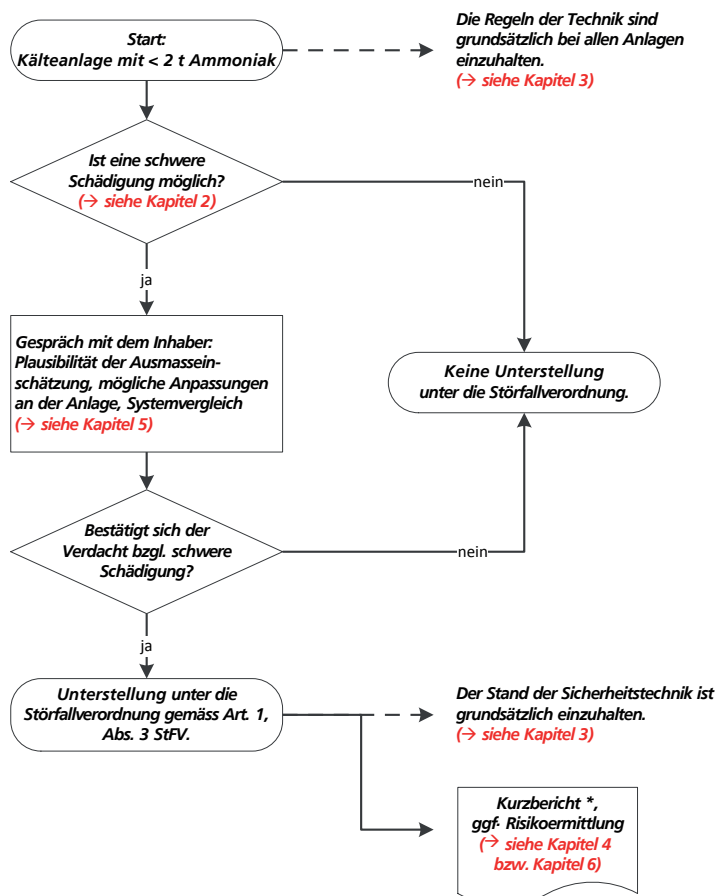 Start:
Kälteanlage mit < 2 t Ammoniak
Die Regeln der Technik sind
grundsätzlich bei allen Anlagen
einzuhalten.
(→ siehe Kapitel 3)
Ist eine schwere
Schädigung möglich?
(→ siehe Kapitel 2)
nein
ja
Gespräch mit dem Inhaber:
Plausibilität der Ausmassein-
schätzung, mögliche Anpassungen
an der Anlage, Systemvergleich
(→ siehe Kapitel 5)
Keine Unterstellung
unter die Störfallverordnung.
Bestätigt sich der
Verdacht bzgl. schwere
Schädigung?
nein
ja
Unterstellung unter die
Störfallverordnung gemäss Art. 1,
Abs. 3 StFV.
Der Stand der Sicherheitstechnik ist
grundsätzlich einzuhalten.
(→ siehe Kapitel 3)
Kurzbericht *,
ggf. Risikoermittlung
(→ siehe Kapitel 4
bzw. Kapitel 6)